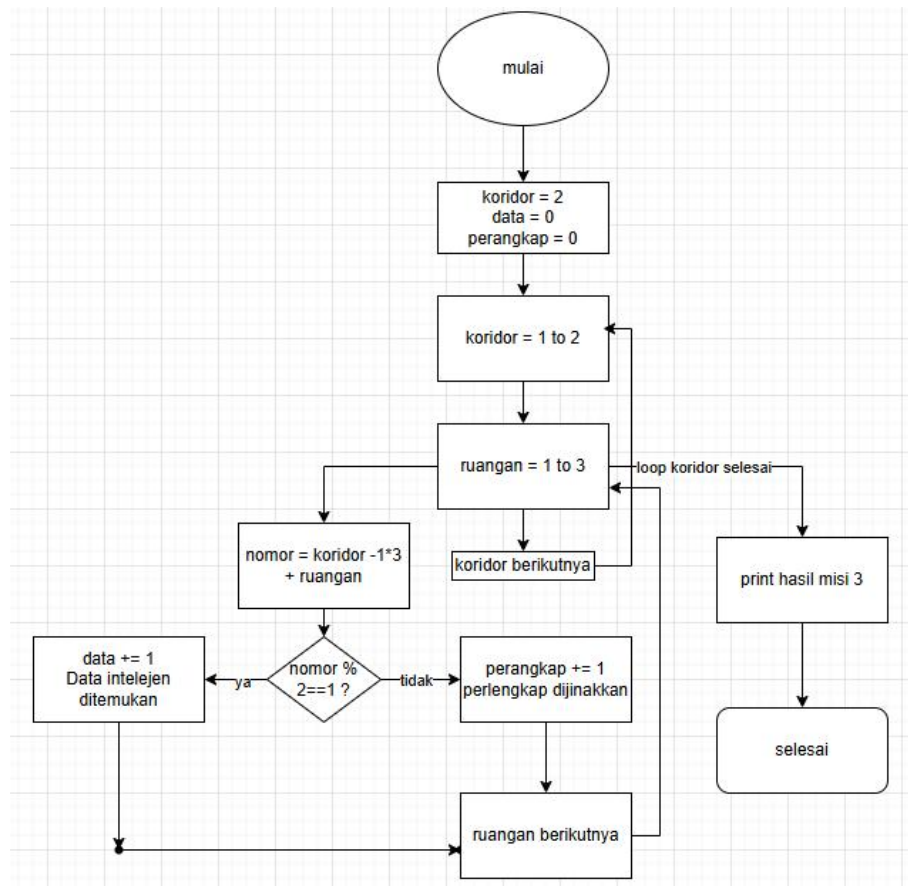 mulai
koridor = 2
data = 0
perangkap = 0
koridor = 1 to 2
ruangan = 1 to 3
loop koridor selesai
koridor berikutnya
nomor = koridor -1*3
+ ruangan
print hasil misi 3
nomor %
2==1 ?
ya
tidak
data += 1
Data intelejen
ditemukan
perangkap += 1
perlengkap dijinakkan
selesai
ruangan berikutnya